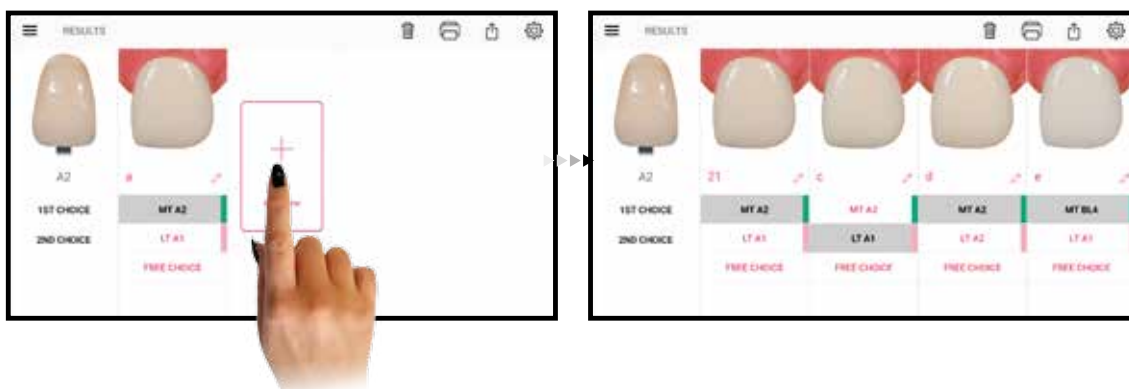 RESULTS
A2
a
1ST CHOICE
MT A2
2ND CHOICE
LT A1
FREE CHOICE
RESULTS
A2
21
c
d
e
1ST CHOICE
MT A2
MT A2
MT A2
MT BL4
2ND CHOICE
LT A1
LT A1
LT A2
LT A1
FREE CHOICE
FREE CHOICE
FREE CHOICE
FREE CHOICE